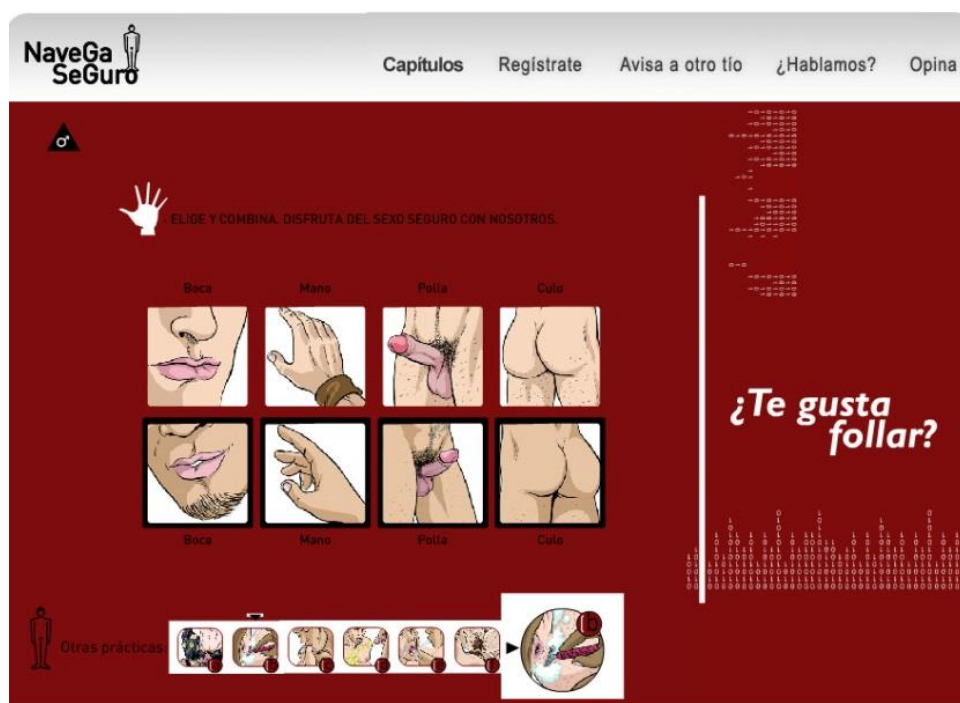 NaveGa
SeGuro
Capítulos Regístrate Avisa a otro tío ¿Hablamos? Opina
ELIGE Y COMBINA. DISFRUTA DEL SEXO SEGURO CON NOSOTROS.
Boca Mano Polla Culo
Boca Mano Polla Culo
¿Te gusta
follar?
Otras prácticas: